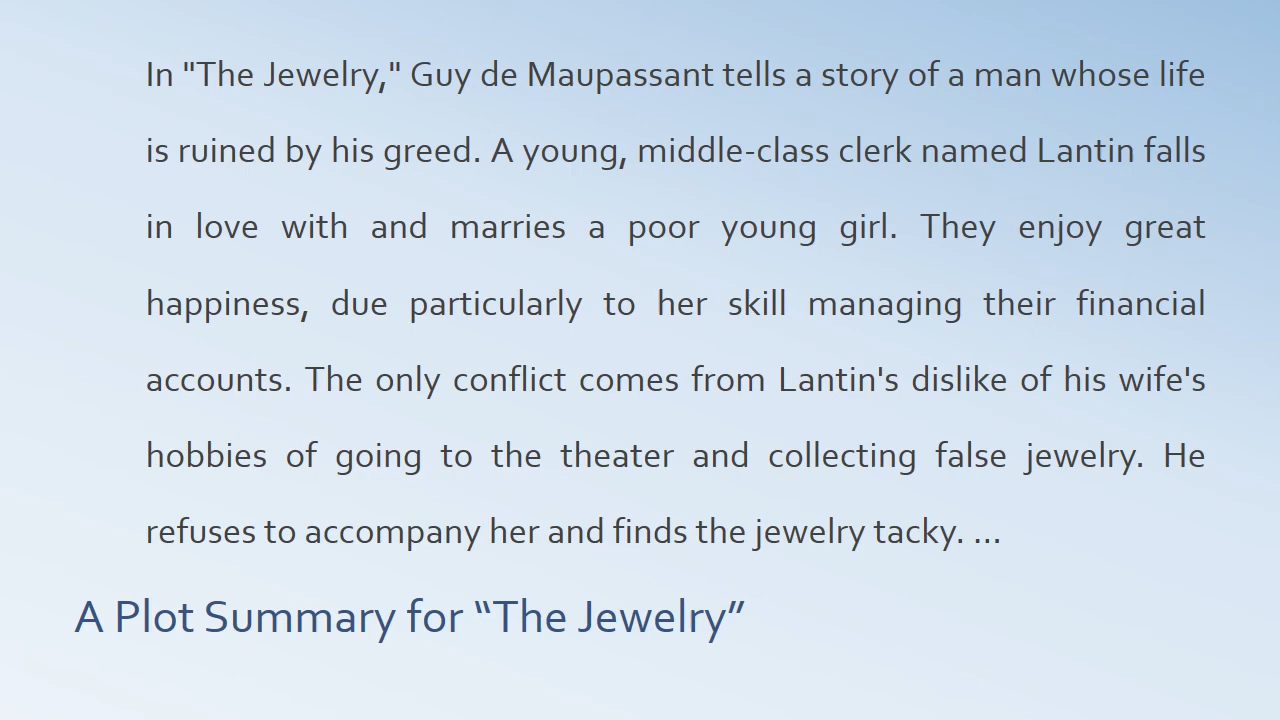 In "The Jewelry," Guy de Maupassant tells a story of a man whose life
is ruined by his greed. A young, middle-class clerk named Lantin falls
in love with and marries a poor young girl. They enjoy great
happiness, due particularly to her skill managing their financial
accounts. The only conflict comes from Lantin's dislike of his wife's
hobbies of going to the theater and collecting false jewelry. He
refuses to accompany her and finds the jewelry tacky. ...
A Plot Summary for “The Jewelry”